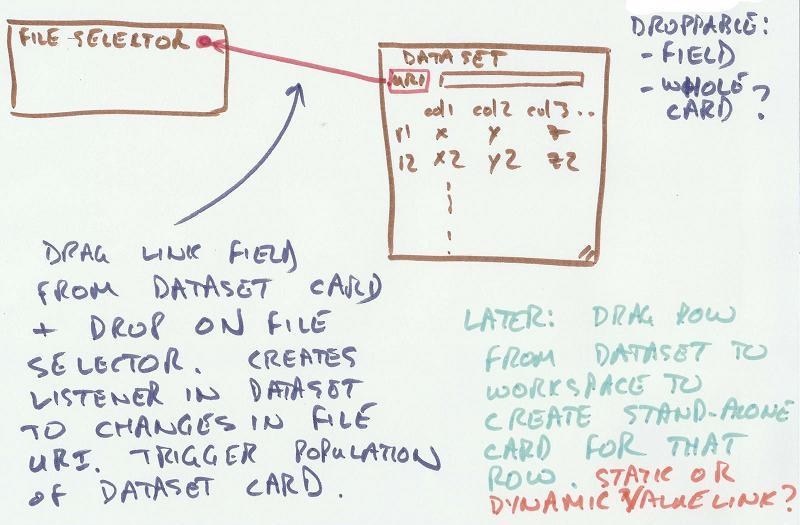 FILE SELECTOR
DATASET
URI
col1 col2 col3..
r1 x y z
r2 x2 y2 z2
DROPPABLE:
- FIELD
- WHOLE
CARD?
DRAG LINK FIELD
FROM DATASET CARD
+ DROP ON FILE
SELECTOR. CREATES
LISTENER IN DATASET
TO CHANGES IN FILE
URI. TRIGGER POPULATION
OF DATASET CARD.
LATER: DRAG ROW
FROM DATASET TO
WORKSPACE TO
CREATE STAND-ALONE
CARD FOR THAT
ROW. STATIC OR
DYNAMIC VALUE LINK?